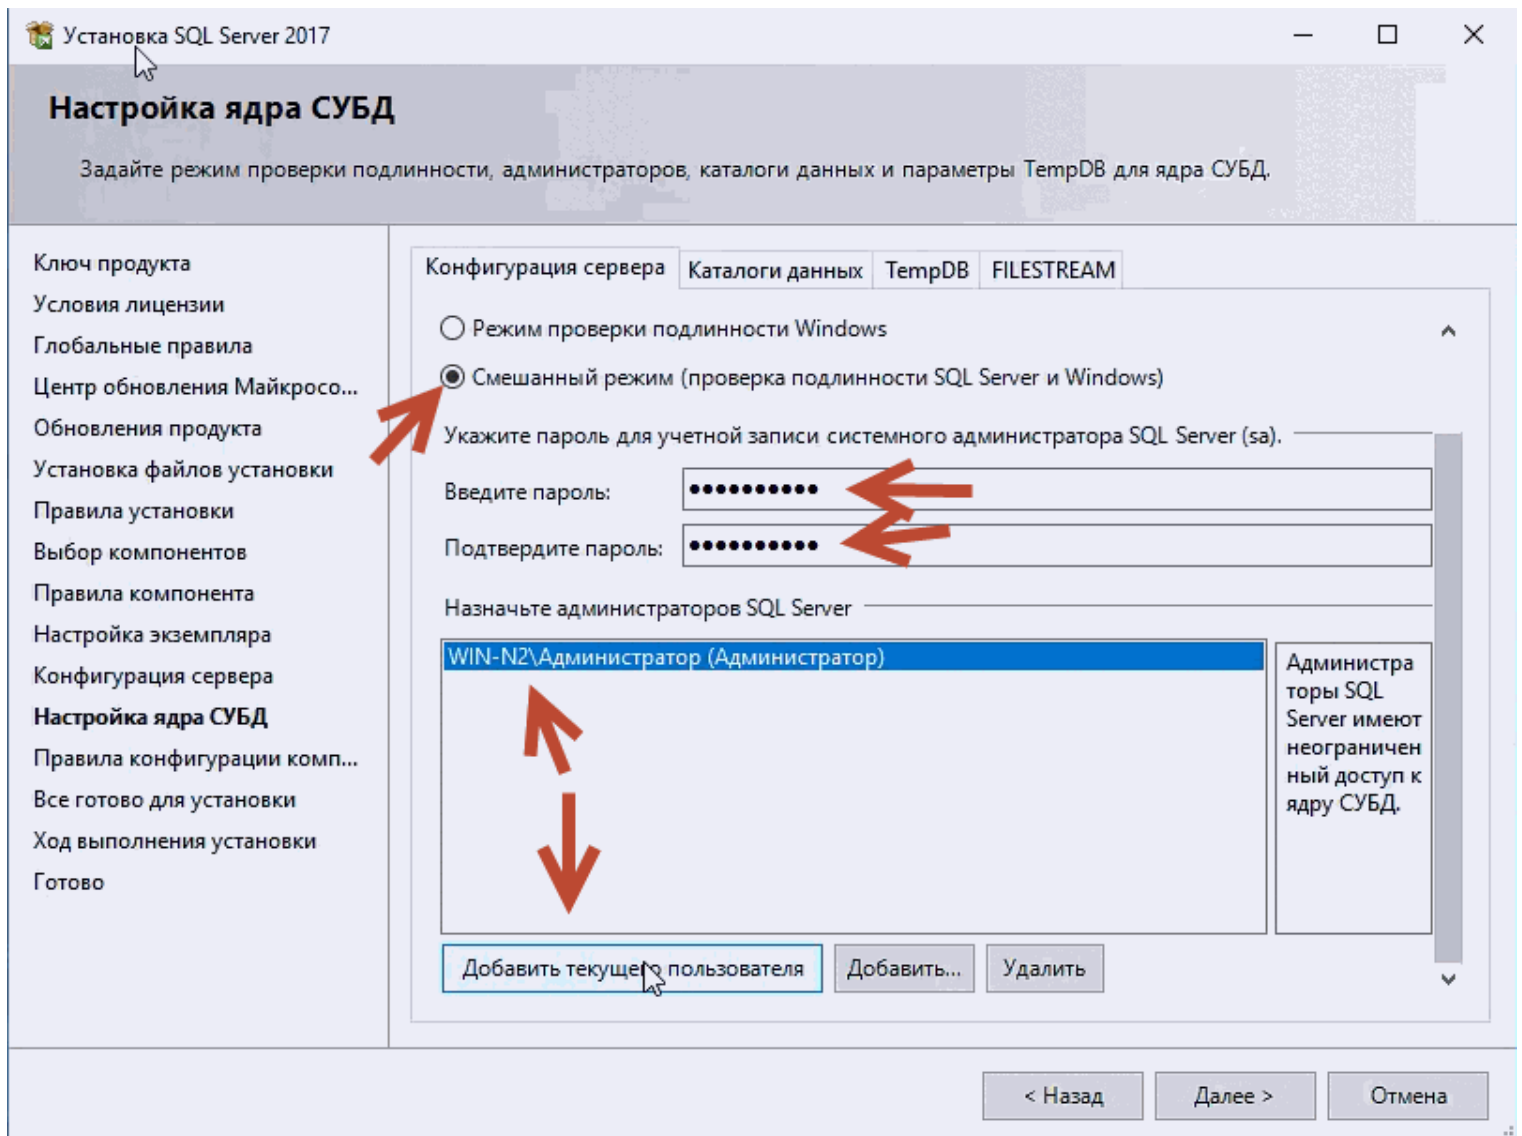 Установка SQL Server 2017
Настройка ядра СУБД
Задайте режим проверки подлинности, администраторов, каталоги данных и параметры TempDB для ядра СУБД.
Ключ продукта
Условия лицензии
Глобальные правила
Центр обновления Майкросо...
Обновления продукта
Установка файлов установки
Правила установки
Выбор компонентов
Правила компонента
Настройка экземпляра
Конфигурация сервера
Настройка ядра СУБД
Правила конфигурации комп...
Все готово для установки
Ход выполнения установки
Готово
Конфигурация сервера Каталоги данных TempDB FILESTREAM
Режим проверки подлинности Windows
Смешанный режим (проверка подлинности SQL Server и Windows)
Укажите пароль для учетной записи системного администратора SQL Server (sa).
Введите пароль: ●●●●●●●●●●
Подтвердите пароль: ●●●●●●●●●●
Назначьте администраторов SQL Server
WIN-N2\Администратор (Администратор)
Администра
торы SQL
Server имеют
неограничен
ный доступ к
ядру СУБД.
Добавить текущего пользователя Добавить... Удалить
< Назад Далее > Отмена